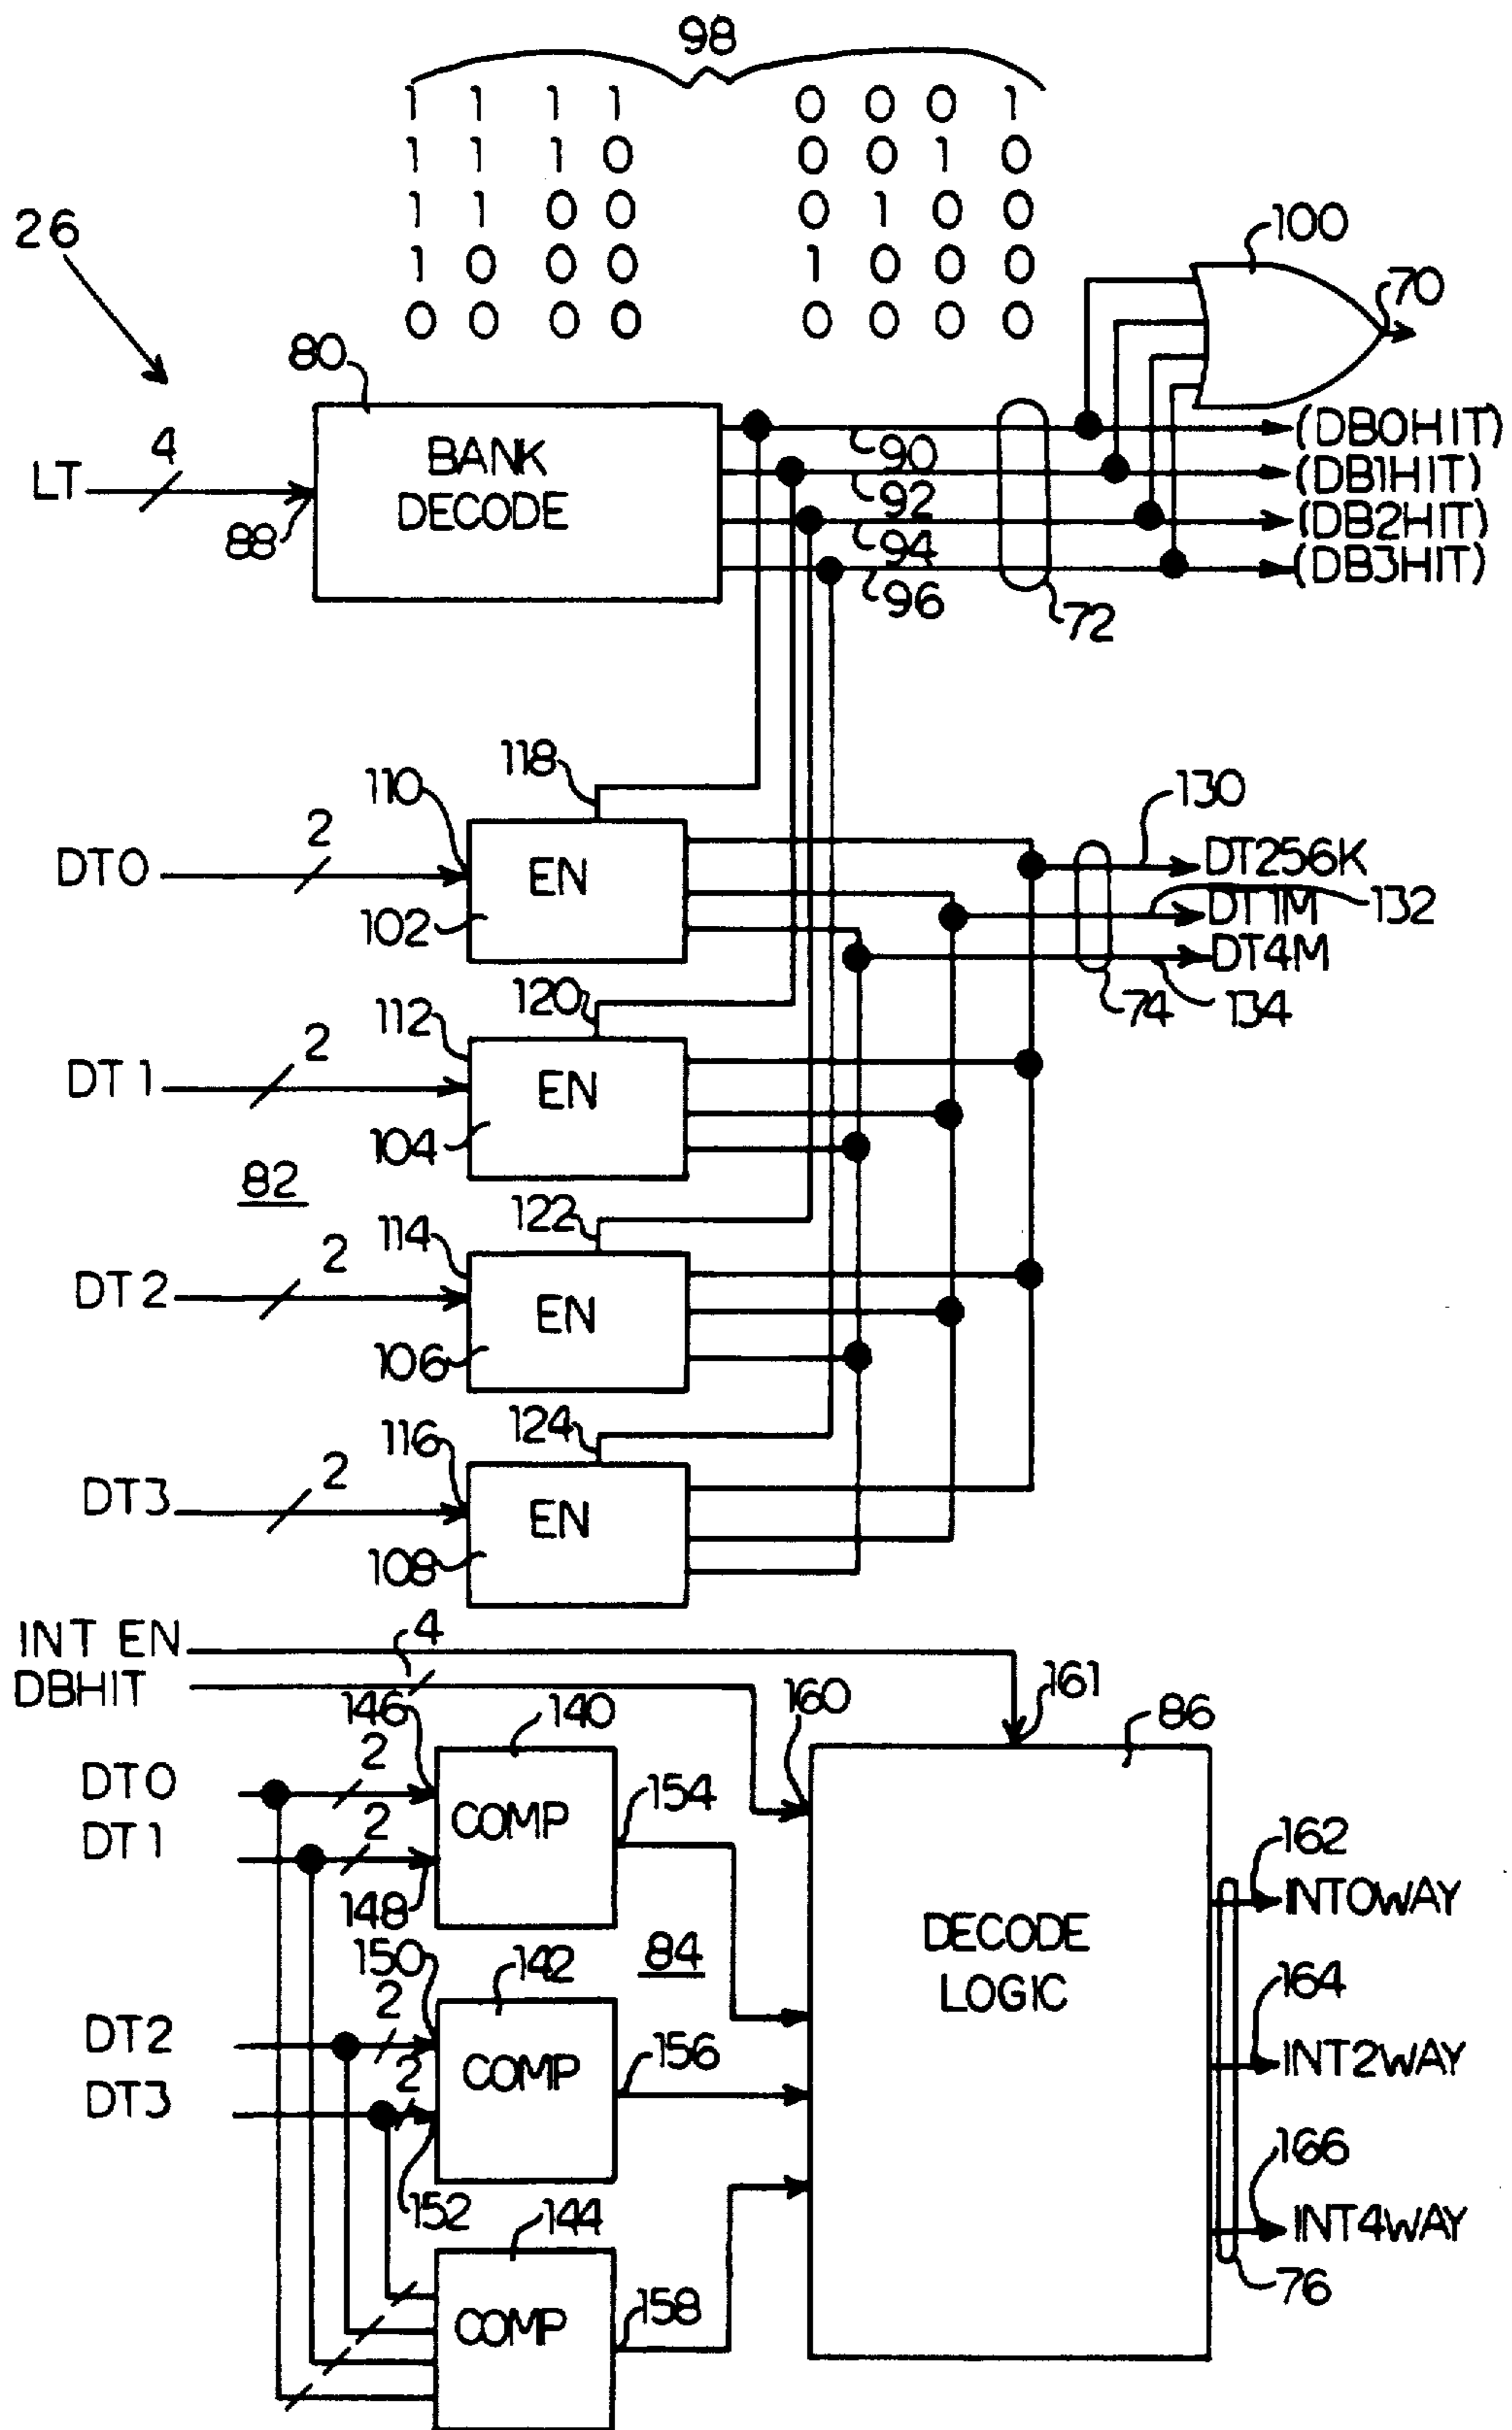 98
1 1 1 1 0 0 0 1
1 1 1 0 0 0 1 0
1 1 0 0 0 1 0 0
1 0 0 0 1 0 0 0
0 0 0 0 0 0 0 0
26
100
70
80
BANK
DECODE
LT
4
88
90
92
94
96
72
(DB0HIT)
(DB1HIT)
(DB2HIT)
(DB3HIT)
118
110
DT0
2
EN
102
130
DT256K
DT1M
132
DT4M
74
134
120
112
DT1
2
EN
104
82
122
114
DT2
2
EN
106
124
116
DT3
2
EN
108
INT EN
4
DBHIT
161
160
86
146
140
DT0
2
COMP
154
DT1
2
148
84
DECODE
LOGIC
162
INT0WAY
150
142
DT2
2
COMP
156
164
INT2WAY
DT3
2
152
144
COMP
158
166
INT4WAY
76